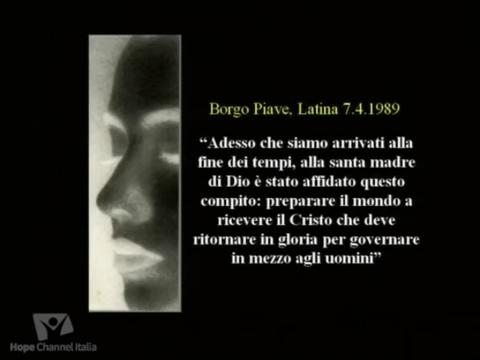 Borgo Piave, Latina 7.4.1989
“Adesso che siamo arrivati alla
fine dei tempi, alla santa madre
di Dio è stato affidato questo
compito: preparare il mondo a
ricevere il Cristo che deve
ritornare in gloria per governare
in mezzo agli uomini”
Hope Channel Italia